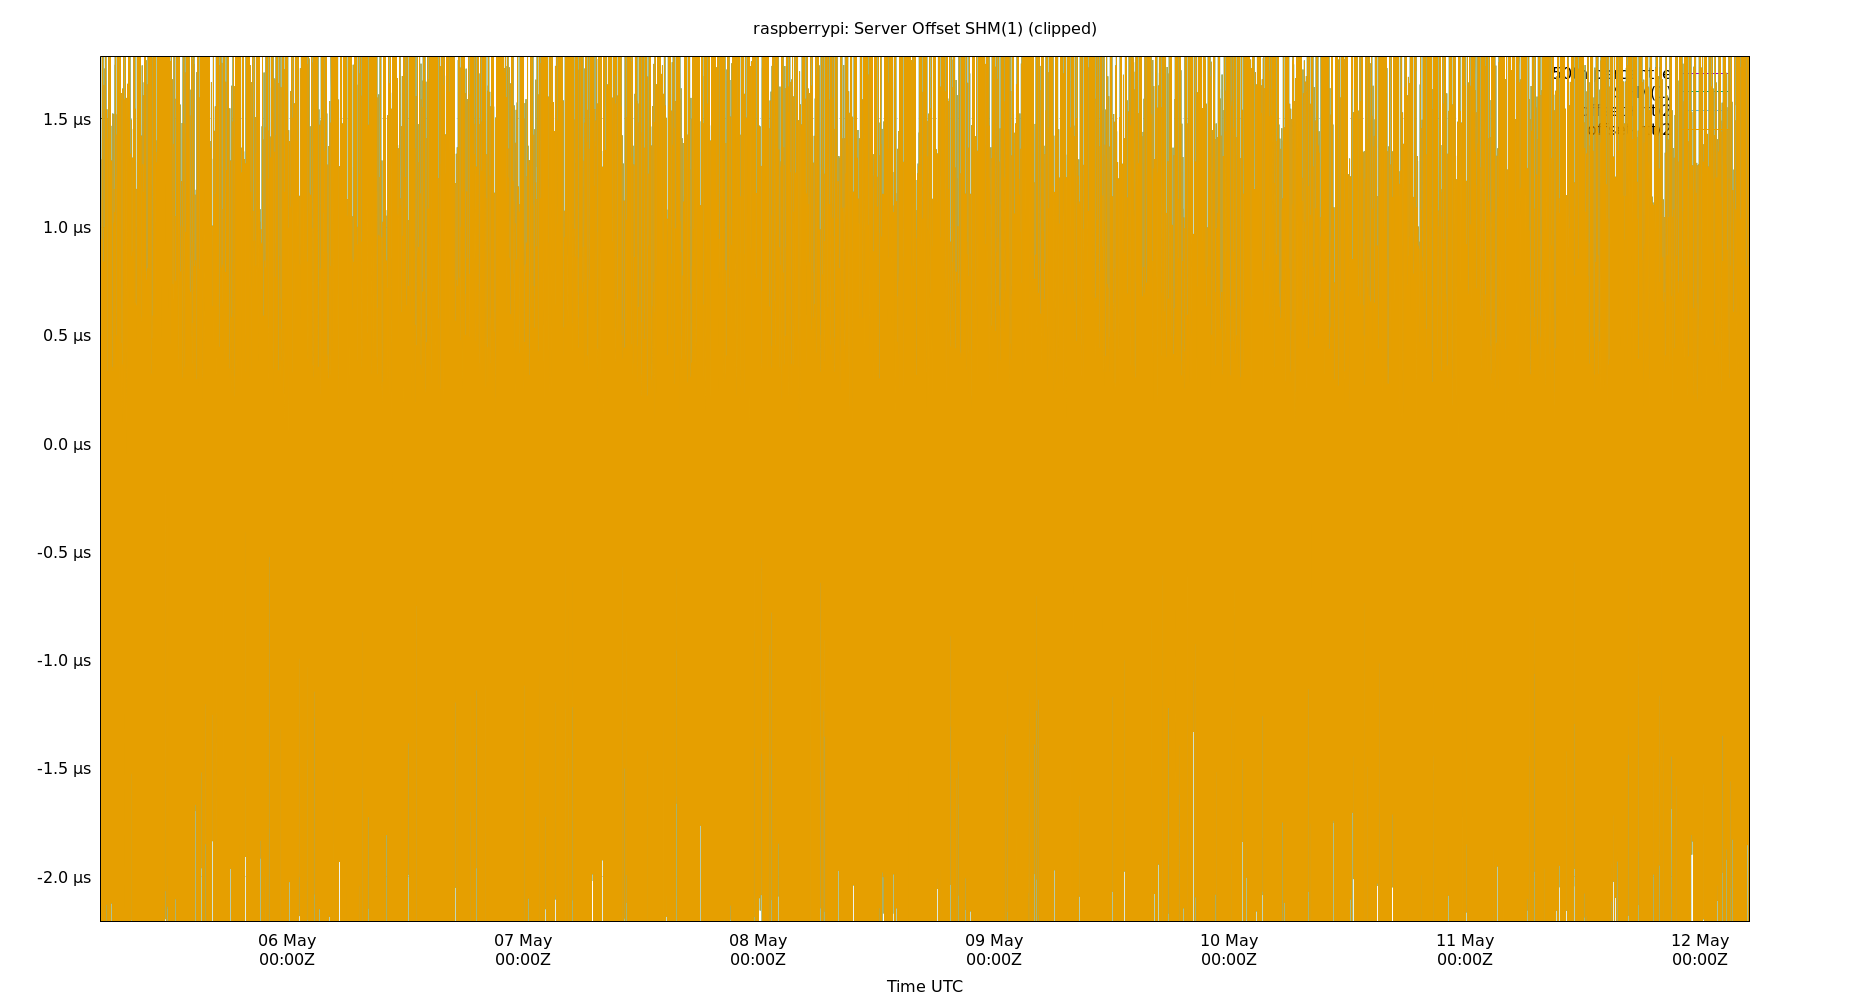 raspberrypi: Server Offset SHM(1) (clipped)
1.5 µs
1.0 µs
0.5 µs
0.0 µs
-0.5 µs
-1.0 µs
-1.5 µs
-2.0 µs
06 May 07 May 08 May 09 May 10 May 11 May 12 May
00:00Z 00:00Z 00:00Z 00:00Z 00:00Z 00:00Z 00:00Z
Time UTC